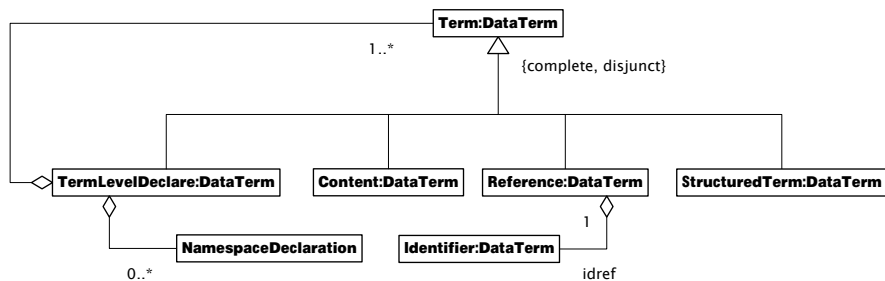 Term:DataTerm
1..*
{complete, disjunct}
TermLevelDeclare:DataTerm
Content:DataTerm
Reference:DataTerm
StructuredTerm:DataTerm
1
NamespaceDeclaration
Identifier:DataTerm
0..*
idref